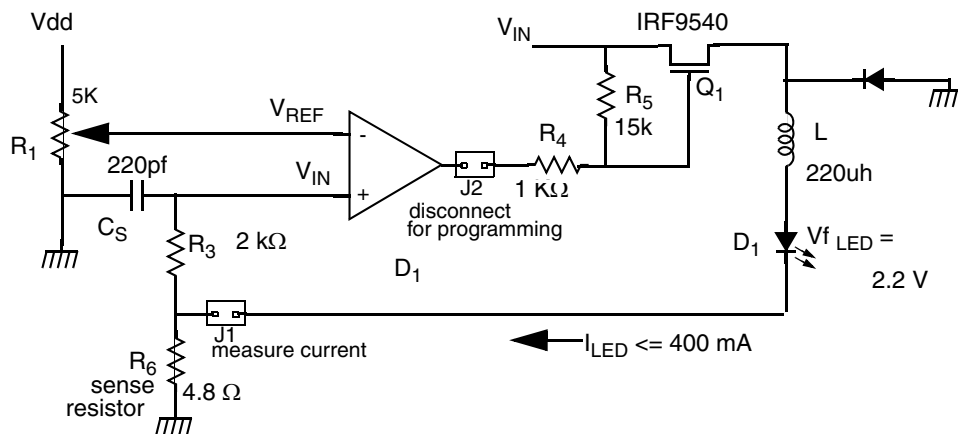 Vdd
5K
R1
220pf
CS
VREF
VIN
-
+
R3
2 kΩ
J2
disconnect
for programming
R4
1 KΩ
VIN
R5
15k
IRF9540
Q1
L
220uh
D1
Vf LED =
2.2 V
D1
J1
measure current
ILED <= 400 mA
R6
sense
resistor
4.8 Ω